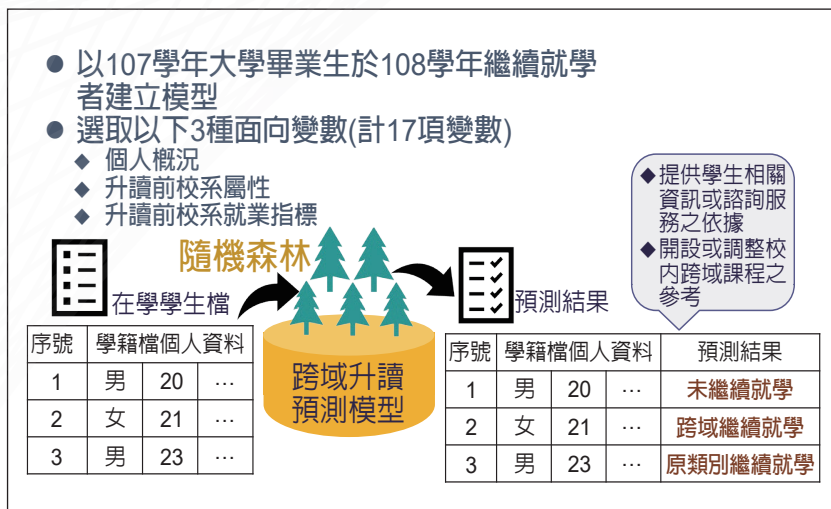 ● 以107學年大學畢業生於108學年繼續就學
者建立模型
● 選取以下3種面向變數(計17項變數)
◆ 個人概況
◆ 升讀前校系屬性
◆ 升讀前校系就業指標
◆提供學生相關
資訊或諮詢服
務之依據
◆開設或調整校
內跨域課程之
參考
隨機森林
在學學生檔
預測結果
跨域升讀
預測模型
序號 學籍檔個人資料
1 男 20 …
2 女 21 …
3 男 23 …
序號 學籍檔個人資料 預測結果
1 男 20 … 未繼續就學
2 女 21 … 跨域繼續就學
3 男 23 … 原類別繼續就學